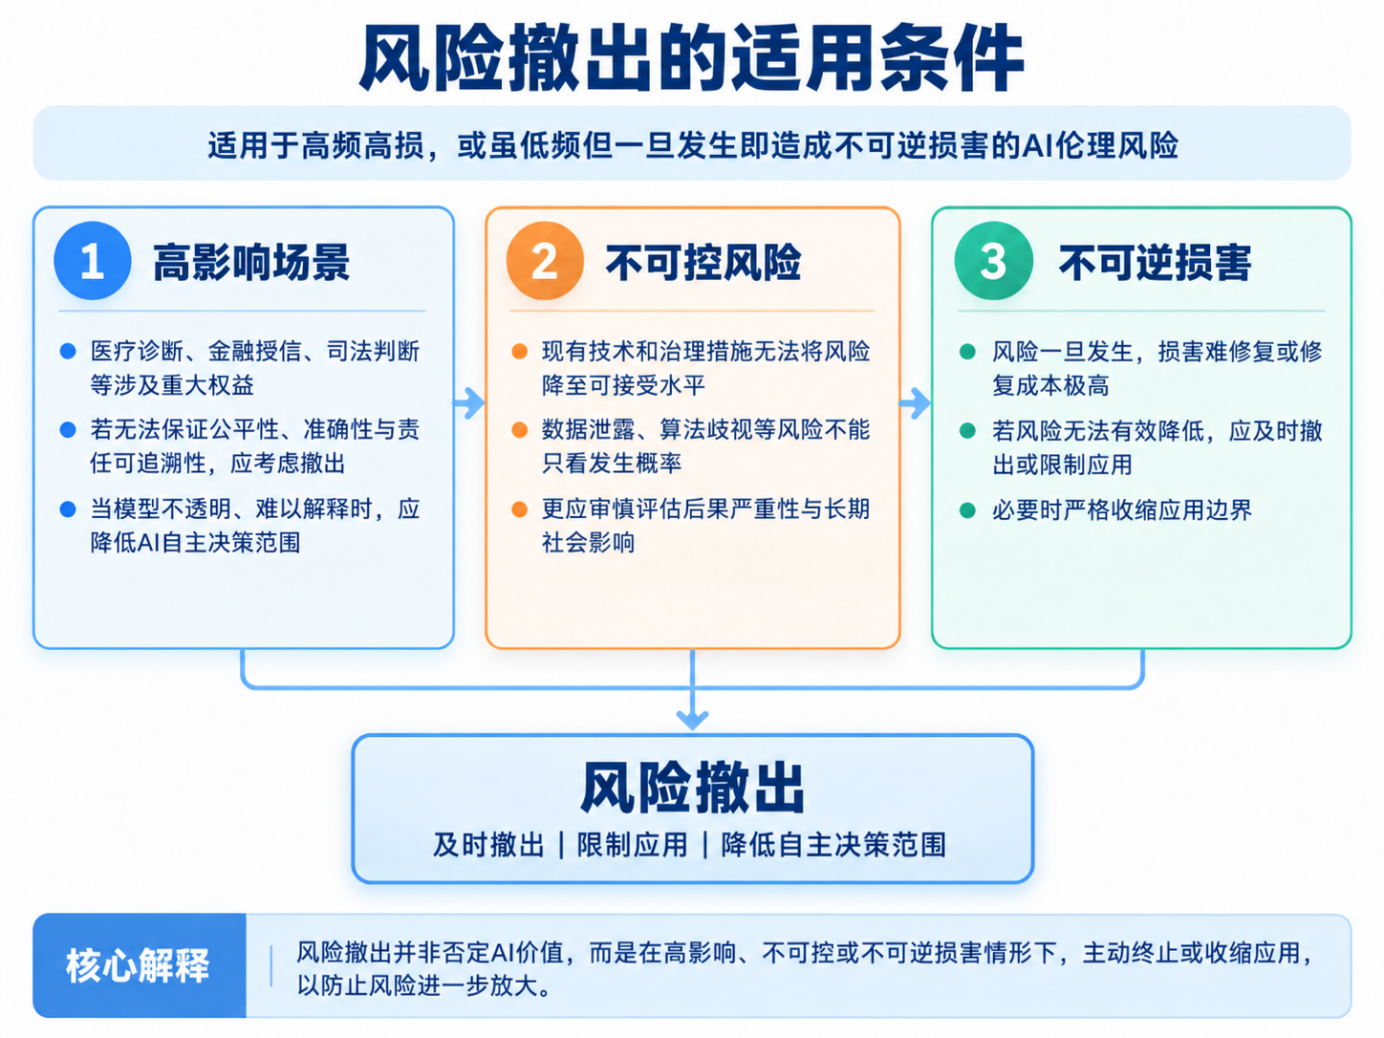 风险撤出的适用条件
适用于高频高损，或虽低频但一旦发生即造成不可逆损害的AI伦理风险
1 高影响场景
医疗诊断、金融授信、司法判断
等涉及重大权益
若无法保证公平性、准确性与责
任可追溯性，应考虑撤出
当模型不透明、难以解释时，应
降低AI自主决策范围
2 不可控风险
现有技术和治理措施无法将风险
降至可接受水平
数据泄露、算法歧视等风险不能
只看发生概率
更应审慎评估后果严重性与长期
社会影响
3 不可逆损害
风险一旦发生，损害难修复或修
复成本极高
若风险无法有效降低，应及时撤
出或限制应用
必要时严格收缩应用边界
风险撤出
及时撤出 | 限制应用 | 降低自主决策范围
核心解释
风险撤出并非否定AI价值，而是在高影响、不可控或不可逆损害情形下，主动终止或收缩应用，
以防止风险进一步放大。